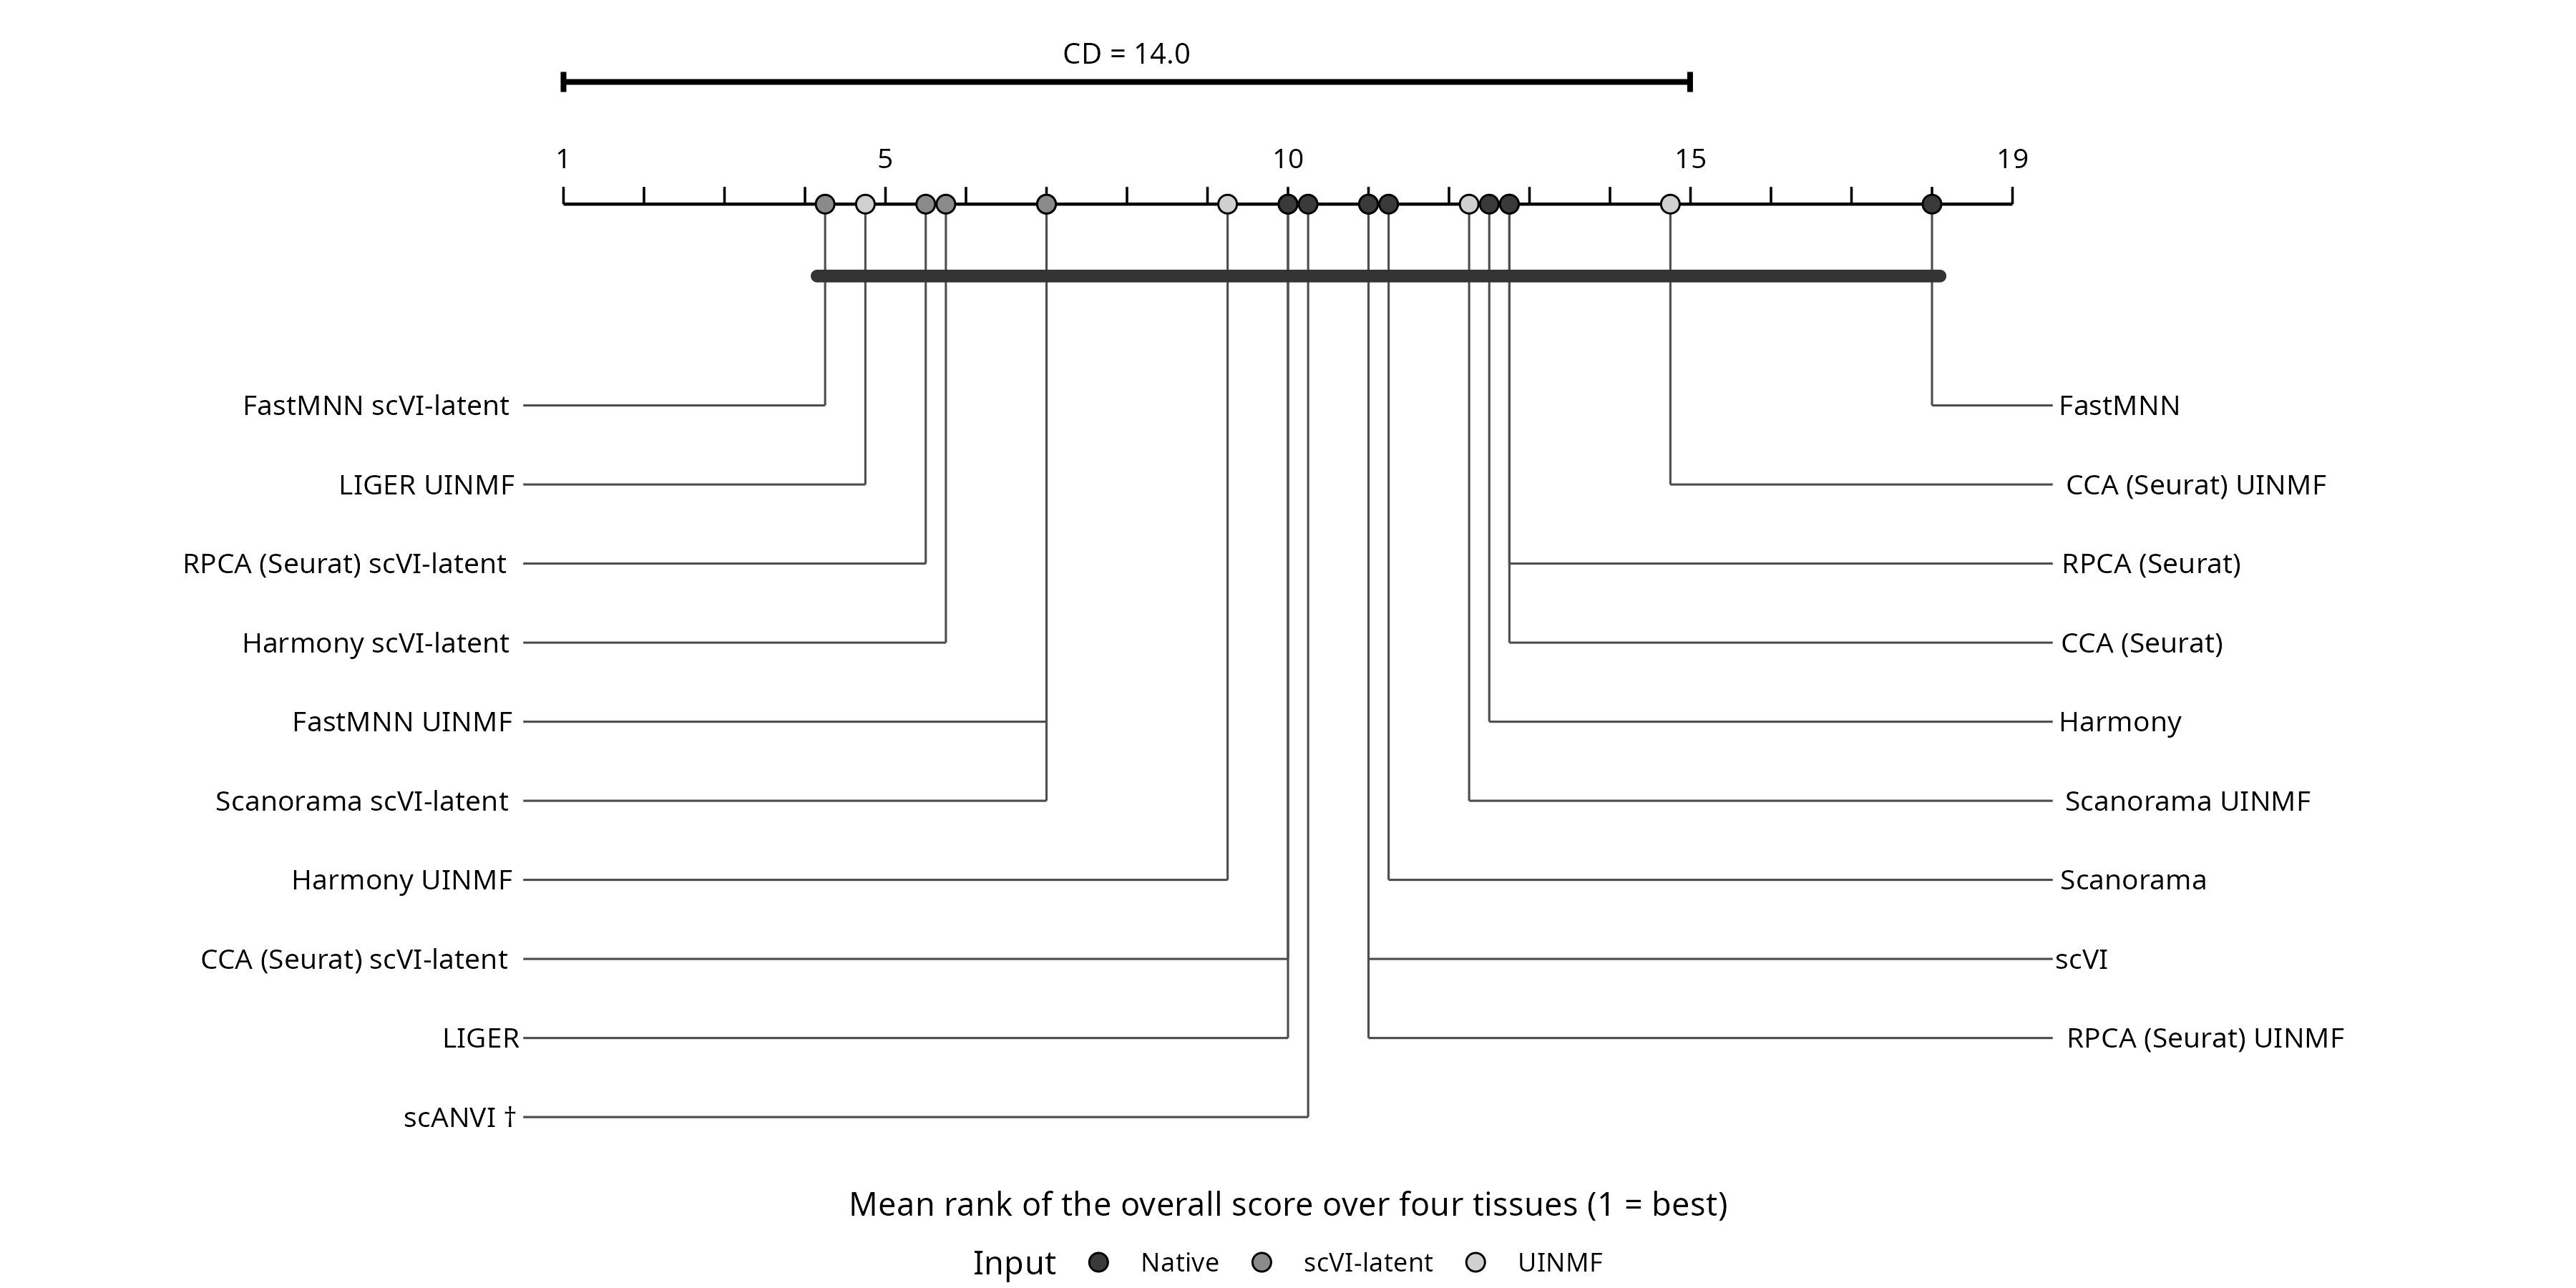 CD = 14.0
1 5 10 15 19
FastMNN scVI-latent FastMNN
LIGER UINMF CCA (Seurat) UINMF
RPCA (Seurat) scVI-latent RPCA (Seurat)
Harmony scVI-latent CCA (Seurat)
FastMNN UINMF Harmony
Scanorama scVI-latent Scanorama UINMF
Harmony UINMF Scanorama
CCA (Seurat) scVI-latent scVI
LIGER RPCA (Seurat) UINMF
scANVI †
Mean rank of the overall score over four tissues (1 = best)
Input Native scVI-latent UINMF